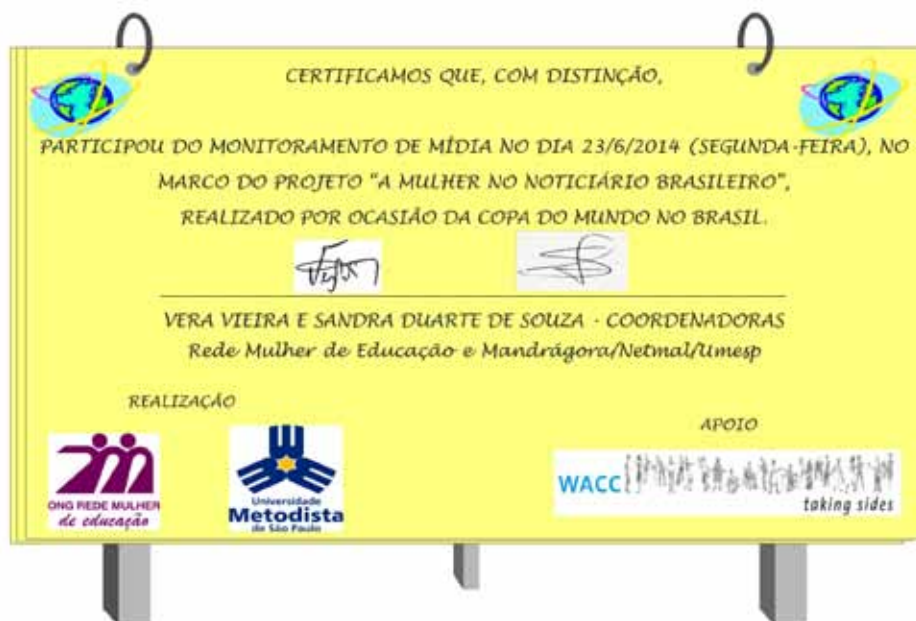 CERTIFICAMOS QUE, COM DISTINÇÃO,
PARTICIPOU DO MONITORAMENTO DE MÍDIA NO DIA 23/6/2014 (SEGUNDA-FEIRA), NO
MARCO DO PROJETO "A MULHER NO NOTICIÁRIO BRASILEIRO",
REALIZADO POR OCASIÃO DA COPA DO MUNDO NO BRASIL.
VERA VIEIRA E SANDRA DUARTE DE SOUZA - COORDENADORAS
Rede Mulher de Educação e Mandrágora/Netmal/Umesp
REALIZAÇÃO
APOIO
ONG REDE MULHER
de educação
Universidade
Metodista
de São Paulo
WACC
taking sides